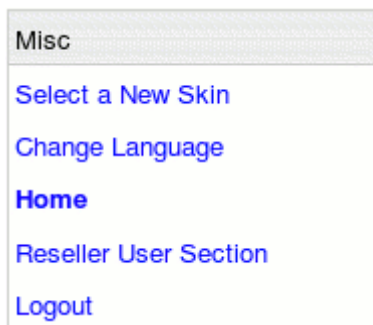 Misc
Select a New Skin
Change Language
Home
Reseller User Section
Logout